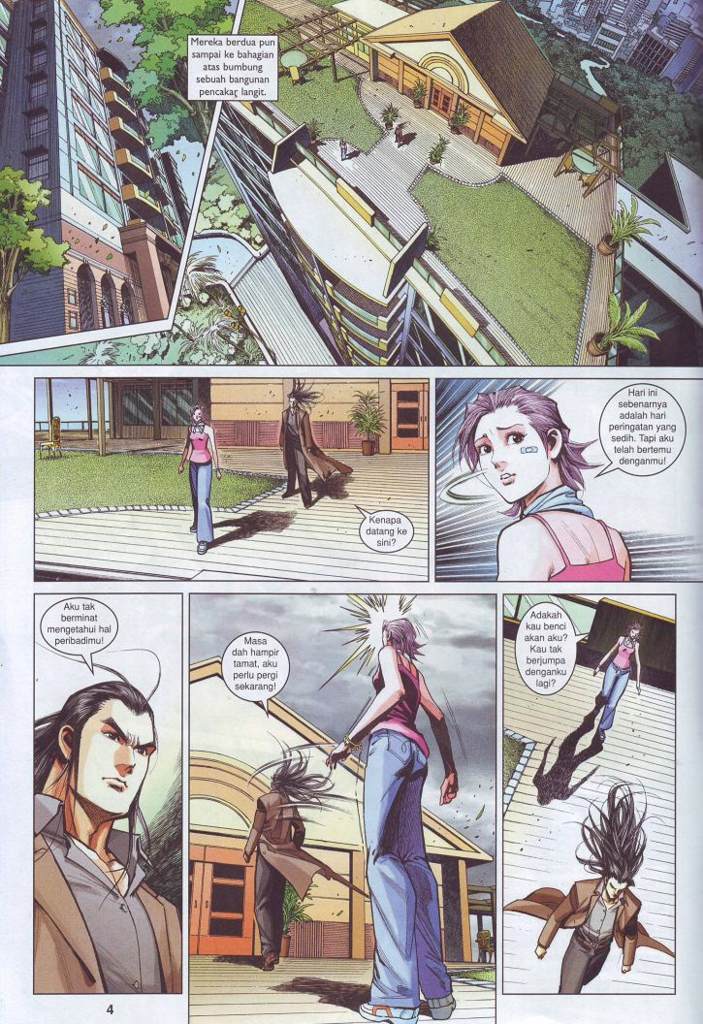 Mereka berdua pun
sampai ke bahagian
atas bumbung
sebuah bangunan
pencakar langit.
Kenapa
datang ke
sini?
Hari ini
sebenarnya
adalah hari
peringatan yang
sedih. Tapi aku
telah bertemu
denganmu!
Aku tak
berminat
mengetahui hal
peribadimu!
Masa
dah hampir
tamat, aku
perlu pergi
sekarang!
Adakah
kau benci
akan aku?
Kau tak
berjumpa
denganku
lagi?
4